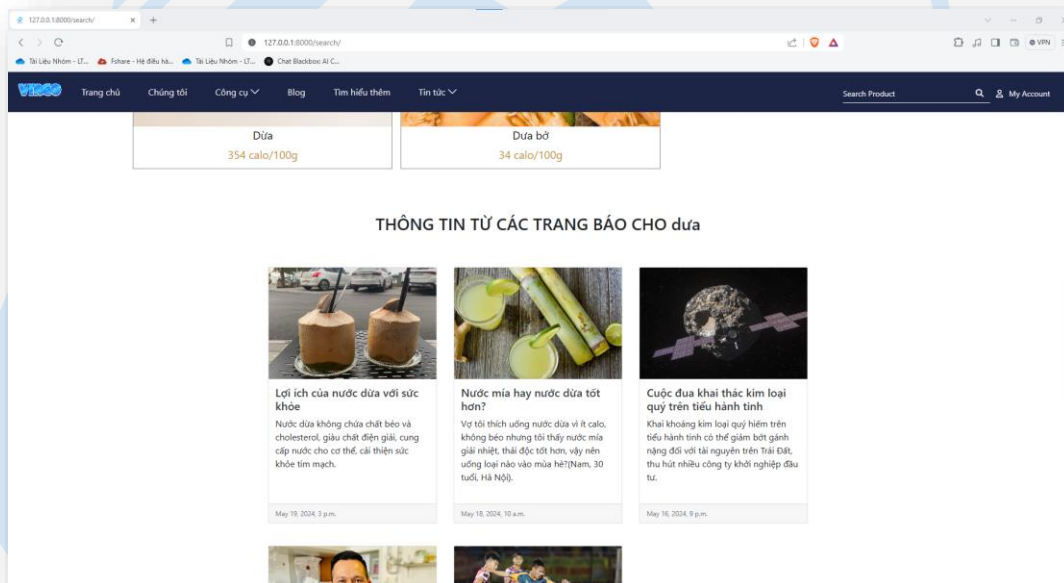 127.0.0.1:8000/search/
127.0.0.1:8000/search/
VPN
Tài Liệu Nhóm - LT...
Fshare - Hệ điều hà...
Tài Liệu Nhóm - LT...
Chat Blackbox: AI C...
Trang chủ
Chúng tôi
Công cụ
Blog
Tìm hiểu thêm
Tin tức
Search Product
My Account
Dừa
354 calo/100g
Dưa bở
34 calo/100g
THÔNG TIN TỪ CÁC TRANG BÁO CHO dưa
Lợi ích của nước dừa với sức
khỏe
Nước dừa không chứa chất béo và
cholesterol, giàu chất điện giải, cung
cấp nước cho cơ thể, cải thiện sức
khỏe tim mạch.
May 19, 2024, 3 p.m.
Nước mía hay nước dừa tốt
hơn?
Vợ tôi thích uống nước dừa vì ít calo,
không béo nhưng tôi thấy nước mía
giải nhiệt, thải độc tốt hơn, vậy nên
uống loại nào vào mùa hè?(Nam, 30
tuổi, Hà Nội).
May 18, 2024, 10 a.m.
Cuộc đua khai thác kim loại
quý trên tiểu hành tinh
Khai khoáng kim loại quý hiếm trên
tiểu hành tinh có thể giảm bớt gánh
nặng đối với tài nguyên trên Trái Đất,
thu hút nhiều công ty khởi nghiệp đầu
tư.
May 16, 2024, 9 p.m.